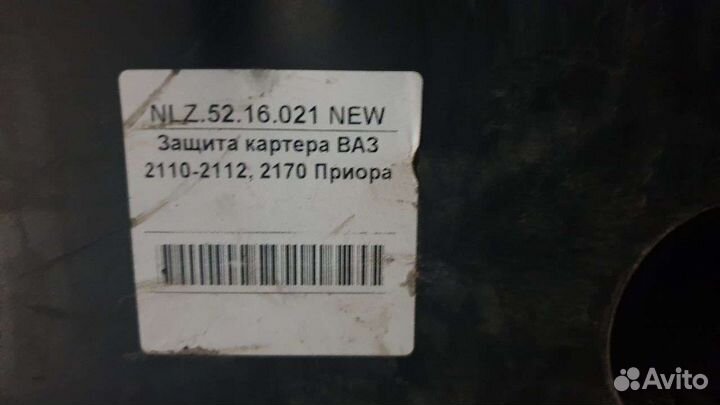 NLZ.52.16.021 NEW
Защита картера ВАЗ
2110-2112, 2170 Приора
Avito